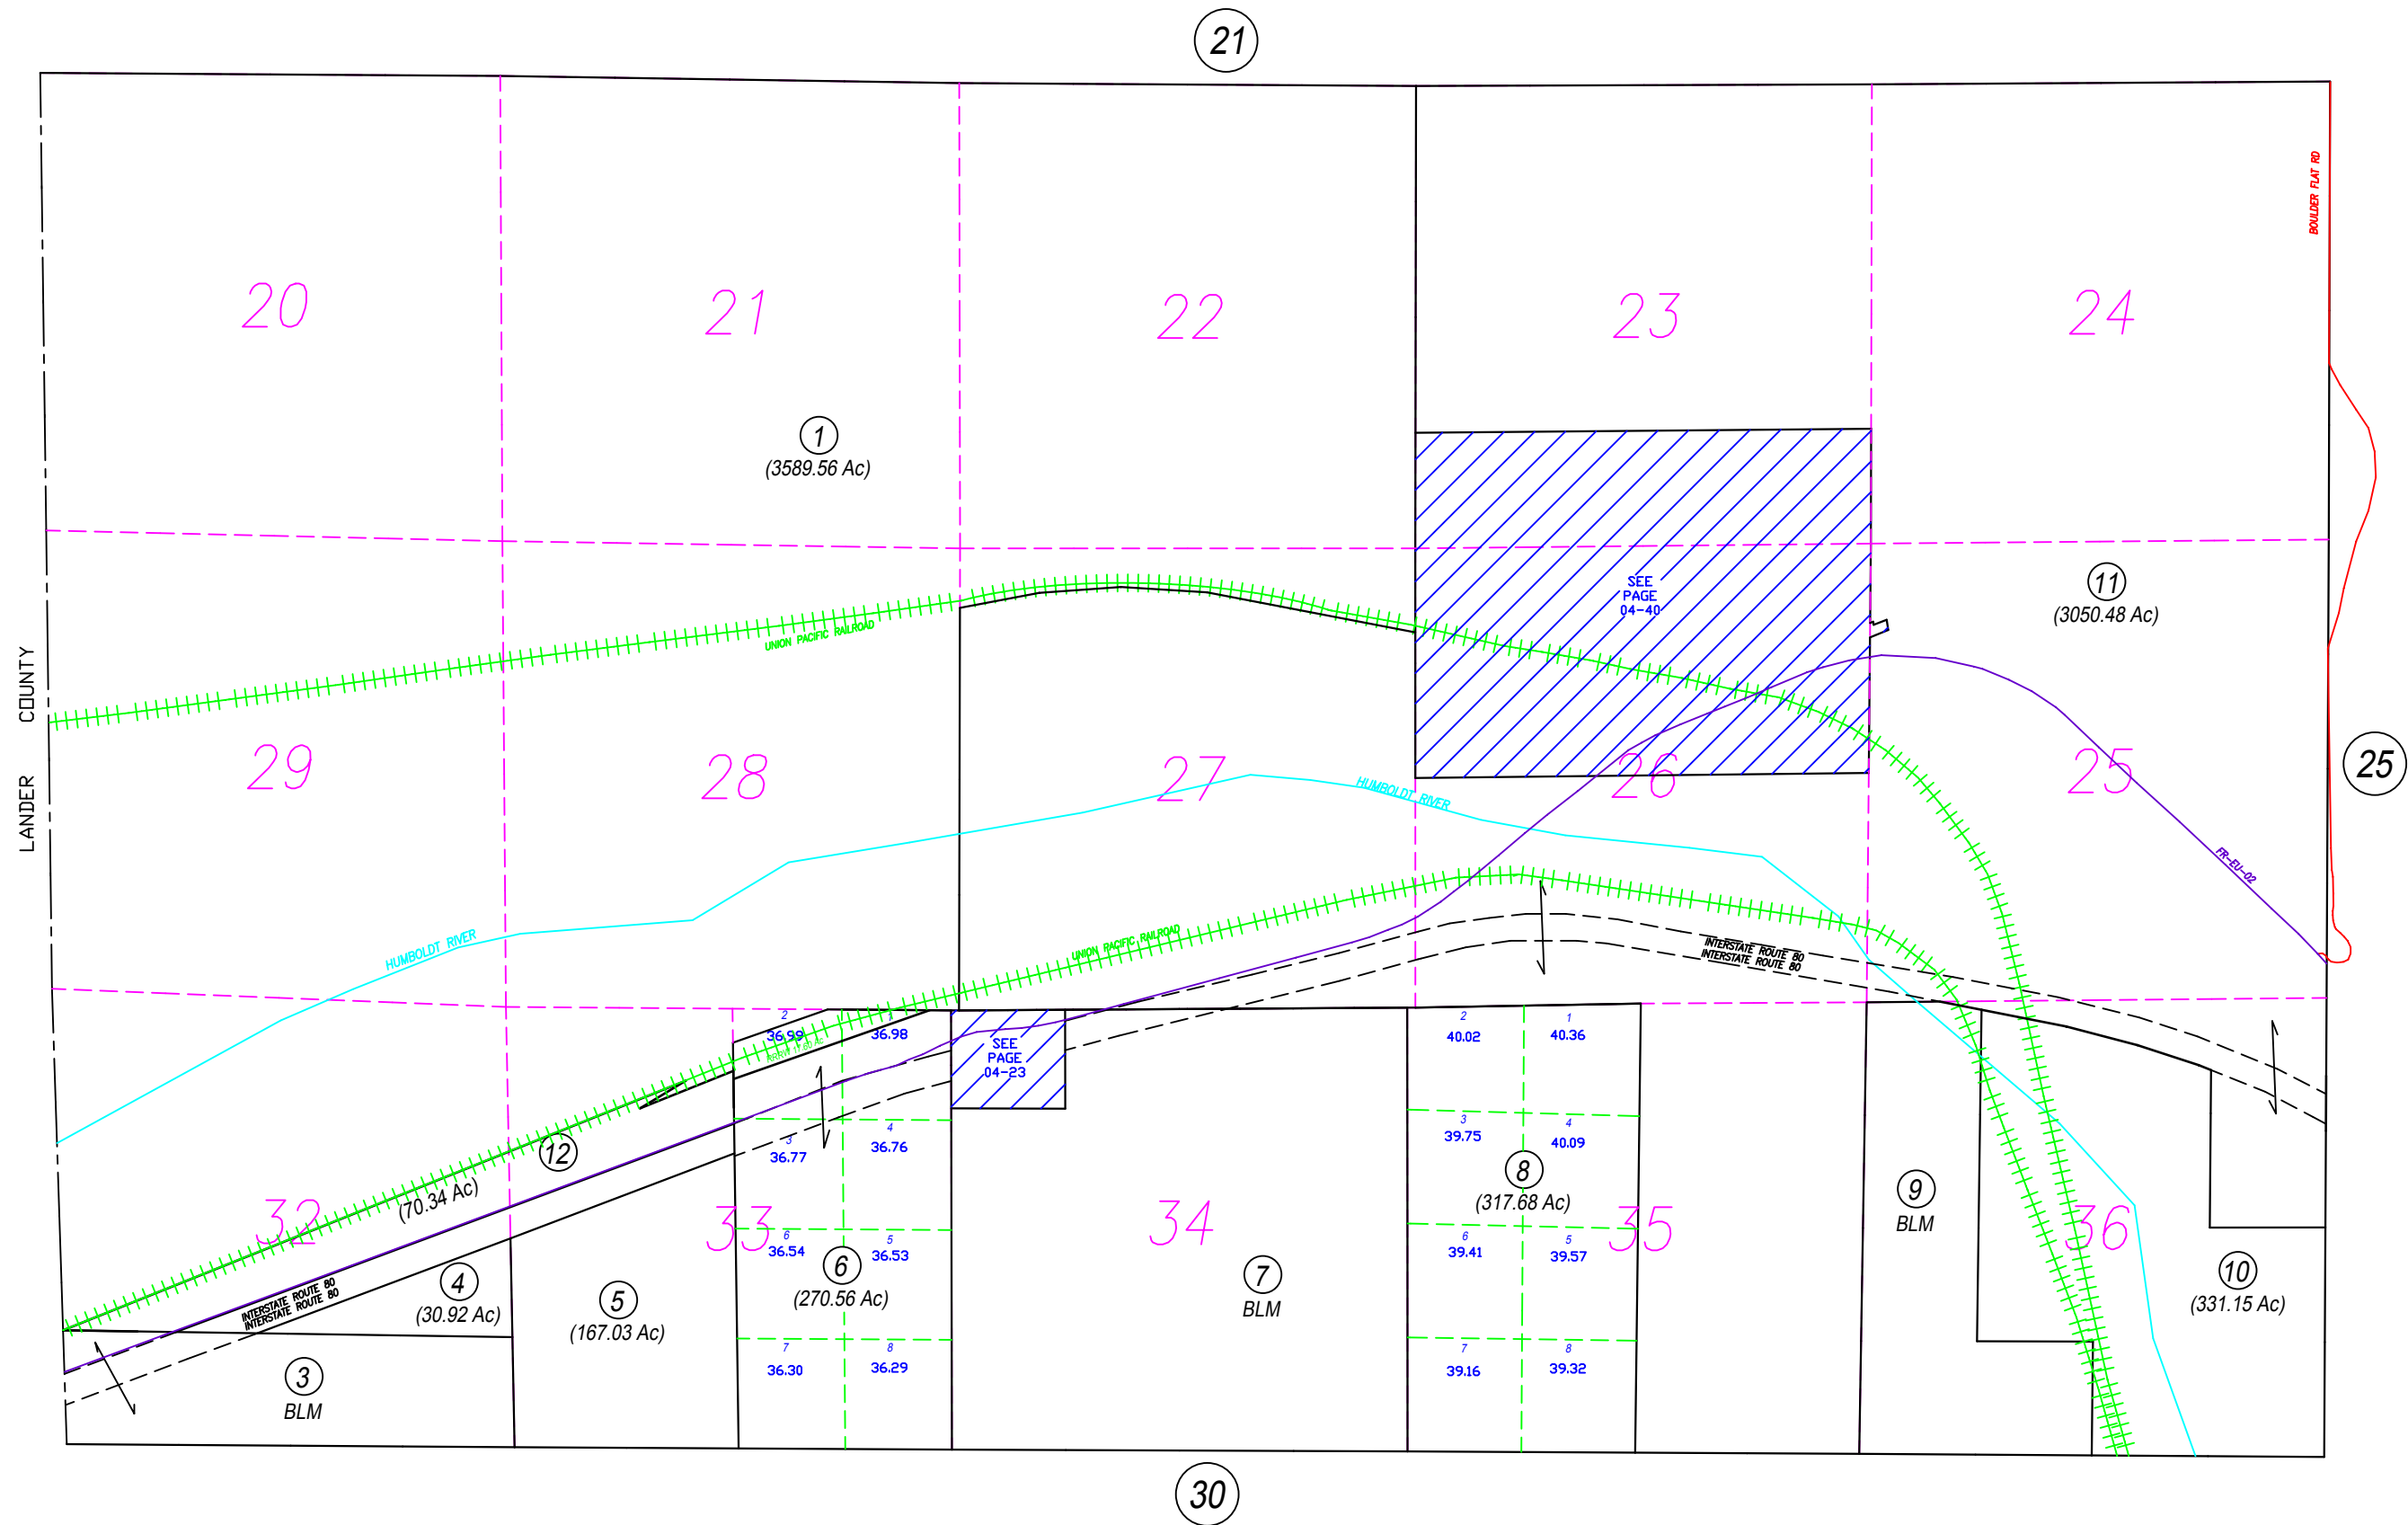 21
BOULDER FLAT RD
20
21
22
23
24
1
(3589.56 Ac)
SEE
PAGE
04-40
11
(3050.48 Ac)
UNION PACIFIC RAILROAD
LANDER COUNTY
29
28
27
26
25
25
HUMBOLDT RIVER
HUMBOLDT RIVER
FR-EU-02
UNION PACIFIC RAILROAD
INTERSTATE ROUTE 80
INTERSTATE ROUTE 80
2
36.99
1
36.98
SEE
PAGE
04-23
2
40.02
1
40.36
3
36.77
4
36.76
3
39.75
4
40.09
12
(70.34 Ac)
32
33
34
8
(317.68 Ac)
35
9
BLM
36
6
36.54
5
36.53
6
39.41
5
39.57
INTERSTATE ROUTE 80
INTERSTATE ROUTE 80
4
(30.92 Ac)
5
(167.03 Ac)
6
(270.56 Ac)
7
BLM
10
(331.15 Ac)
3
BLM
7
36.30
8
36.29
7
39.16
8
39.32
30